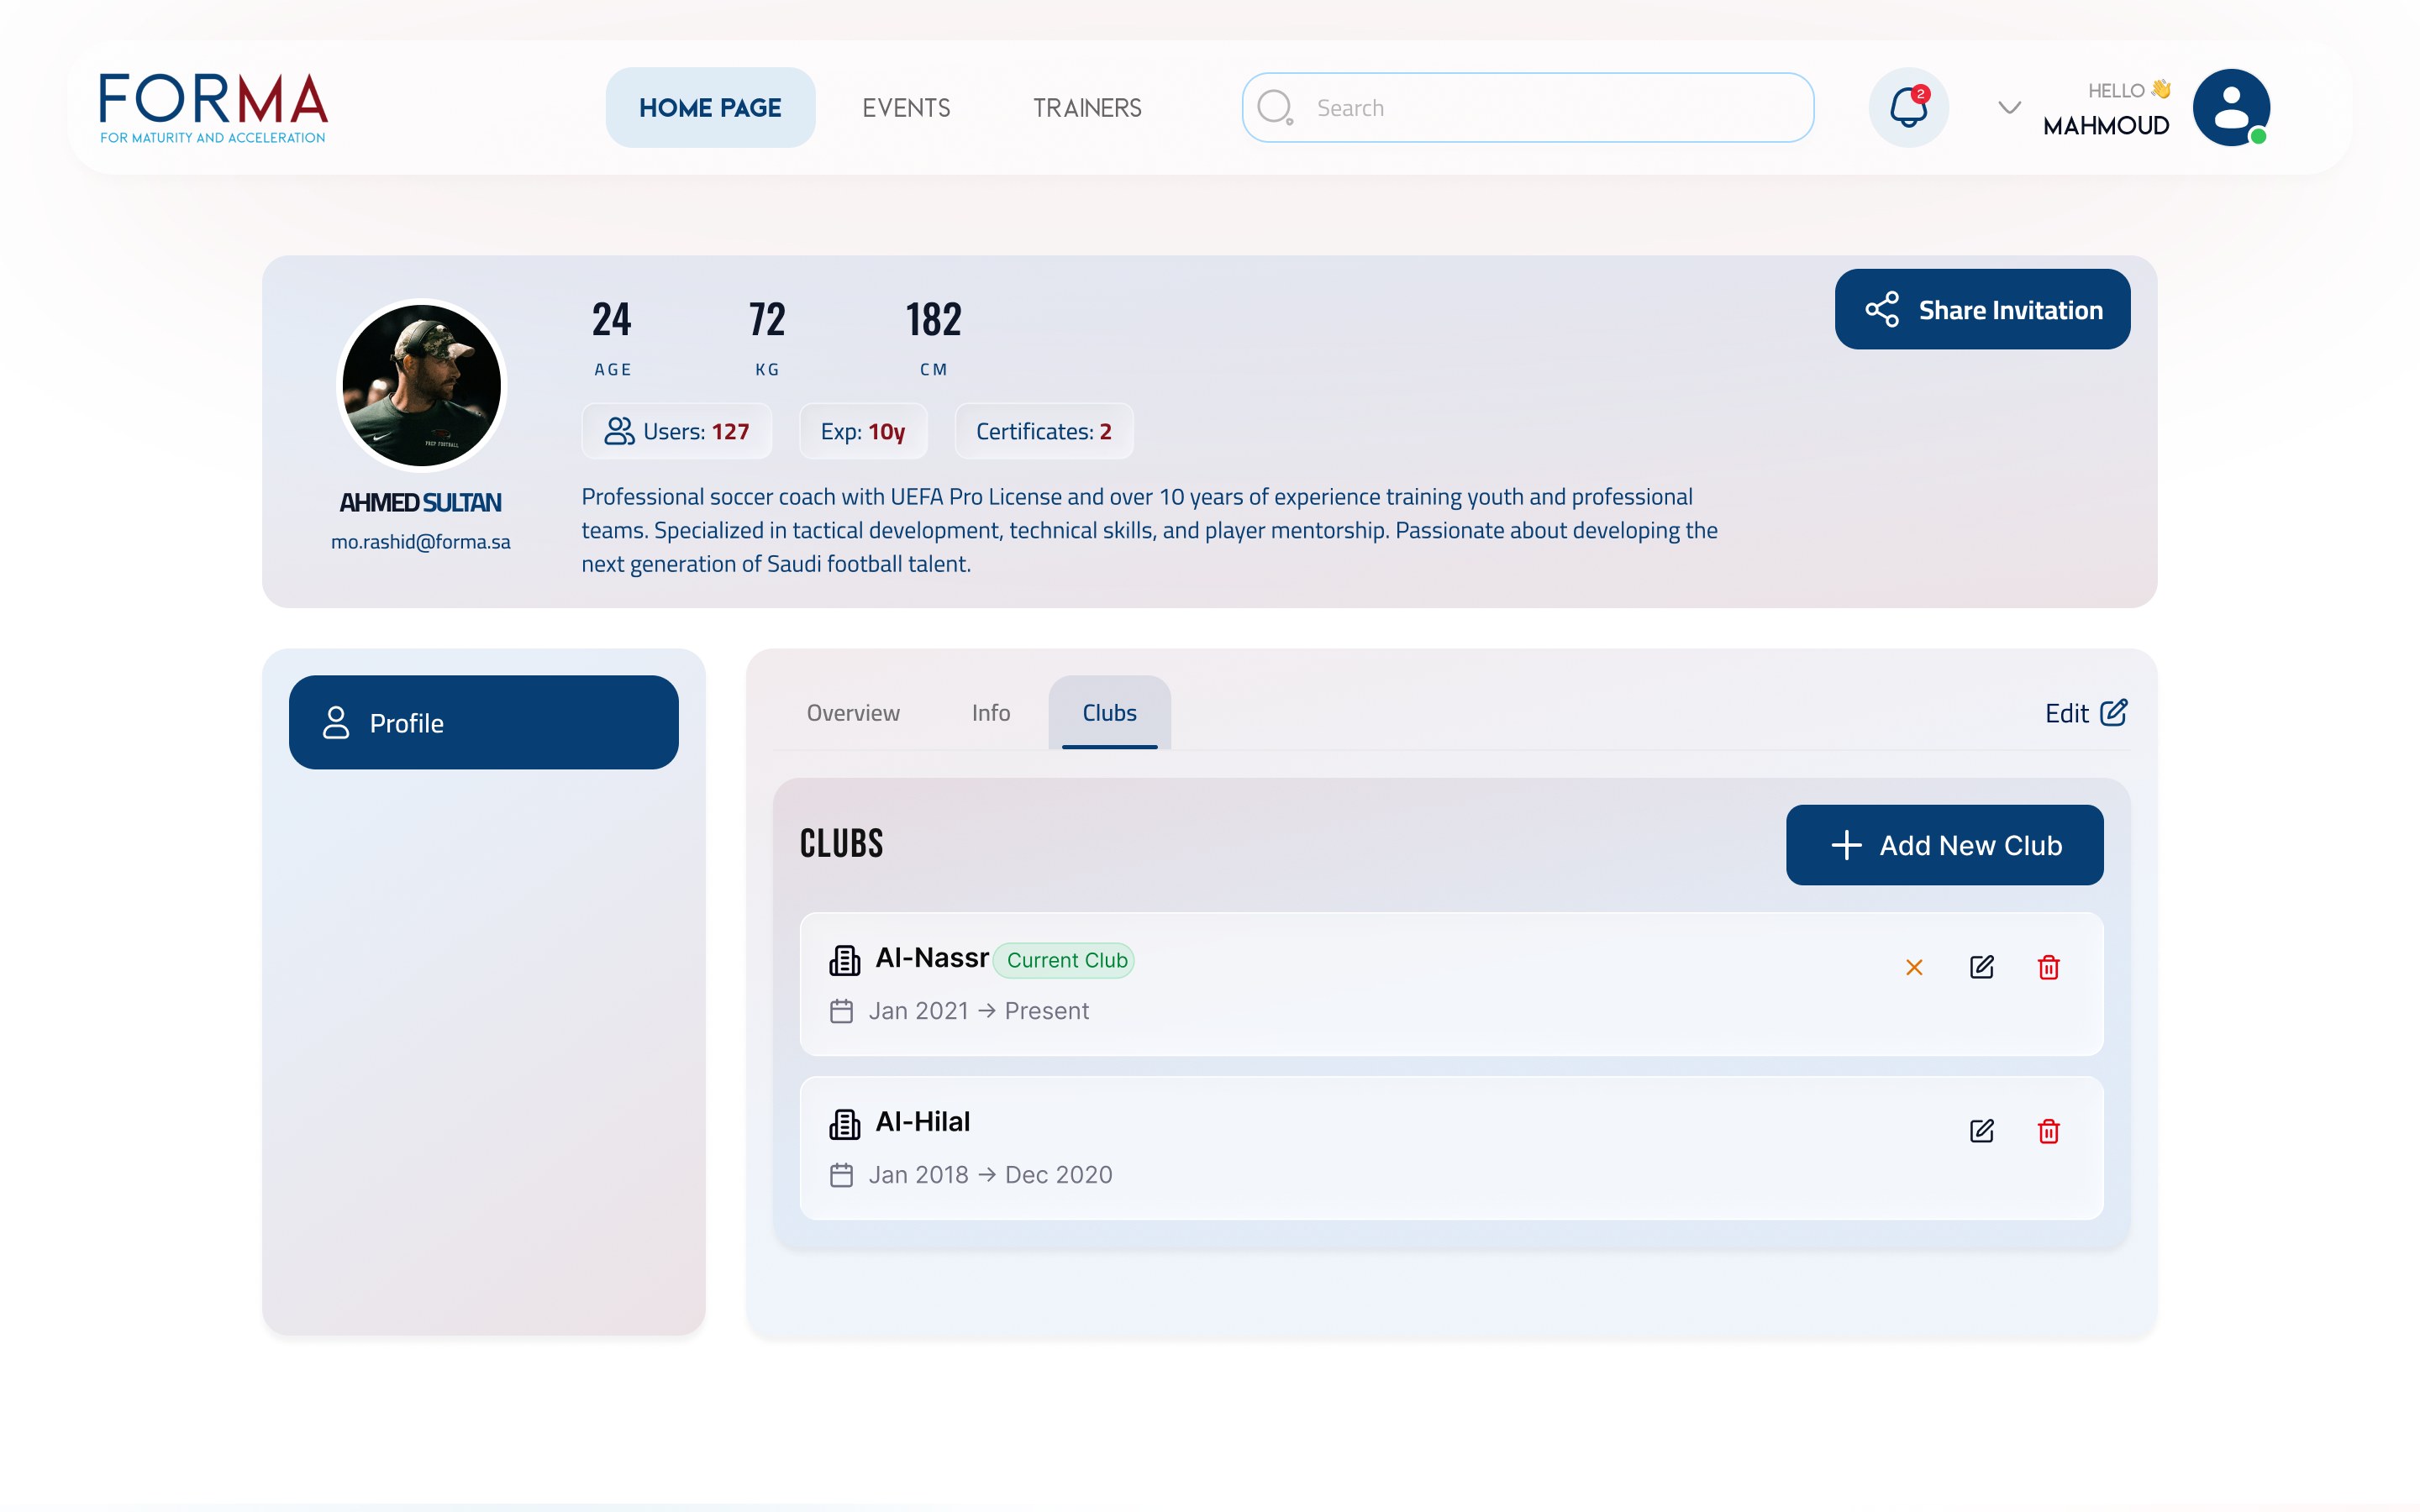 FORMA
FOR MATURITY AND ACCELERATION
HOME PAGE
EVENTS
TRAINERS
Search
2
HELLO 👋
MAHMOUD
24
AGE
72
KG
182
CM
Share Invitation
Users: 127
Exp: 10y
Certificates: 2
PREP FOOTBALL
AHMED SULTAN
mo.rashid@forma.sa
Professional soccer coach with UEFA Pro License and over 10 years of experience training youth and professional
teams. Specialized in tactical development, technical skills, and player mentorship. Passionate about developing the
next generation of Saudi football talent.
Profile
Overview
Info
Clubs
Edit
CLUBS
Add New Club
Al-Nassr
Current Club
Jan 2021 → Present
Al-Hilal
Jan 2018 → Dec 2020